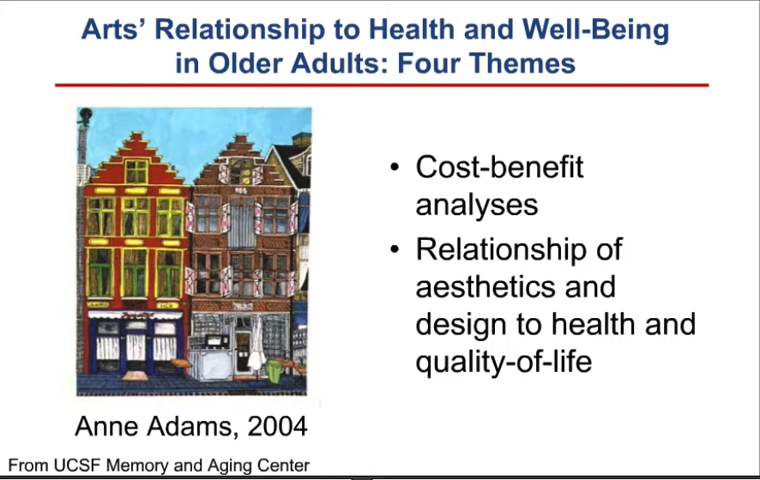 Arts’ Relationship to Health and Well-Being
in Older Adults: Four Themes
• Cost-benefit
analyses
• Relationship of
aesthetics and
design to health and
quality-of-life
Anne Adams, 2004
From UCSF Memory and Aging Center